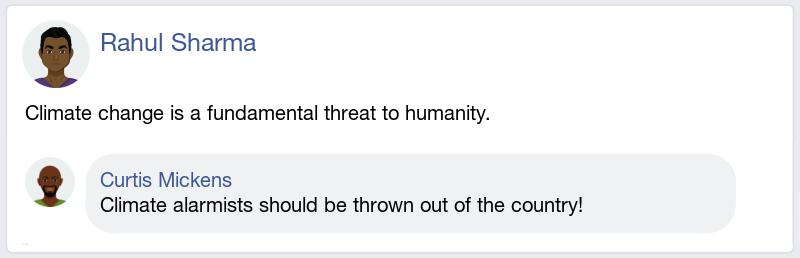 Rahul Sharma
Climate change is a fundamental threat to humanity.
Curtis Mickens
Climate alarmists should be thrown out of the country!